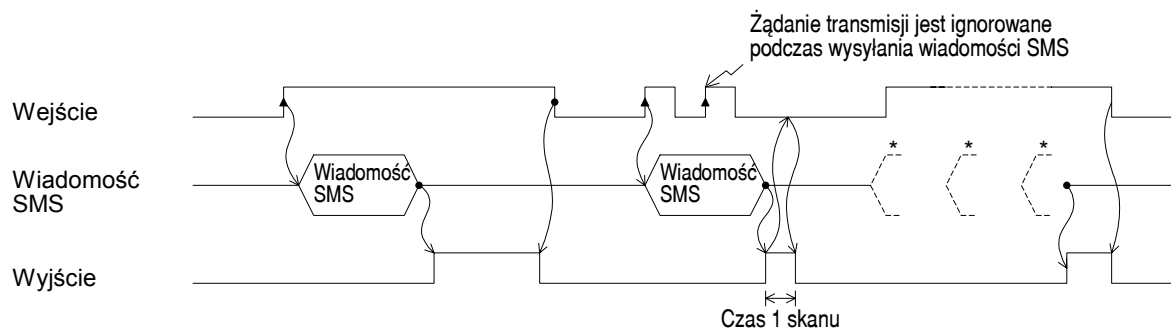 Żądanie transmisji jest ignorowane
podczas wysyłania wiadomości SMS
Wejście
* * *
Wiadomość
SMS
Wiadomość
SMS
Wiadomość
SMS
Wyjście
Czas 1 skanu